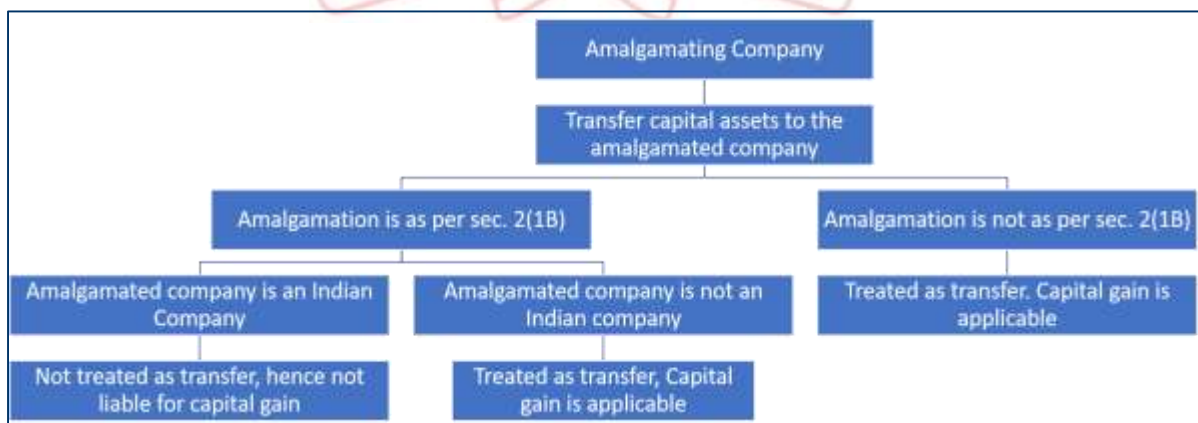 Amalgamating Company
Transfer capital assets to the
amalgamated company
Amalgamation is as per sec. 2(1B)
Amalgamation is not as per sec. 2(1B)
Amalgamated company is an Indian
Company
Amalgamated company is not an
Indian company
Treated as transfer. Capital gain is
applicable
Not treated as transfer, hence not
liable for capital gain
Treated as transfer, Capital
gain is applicable